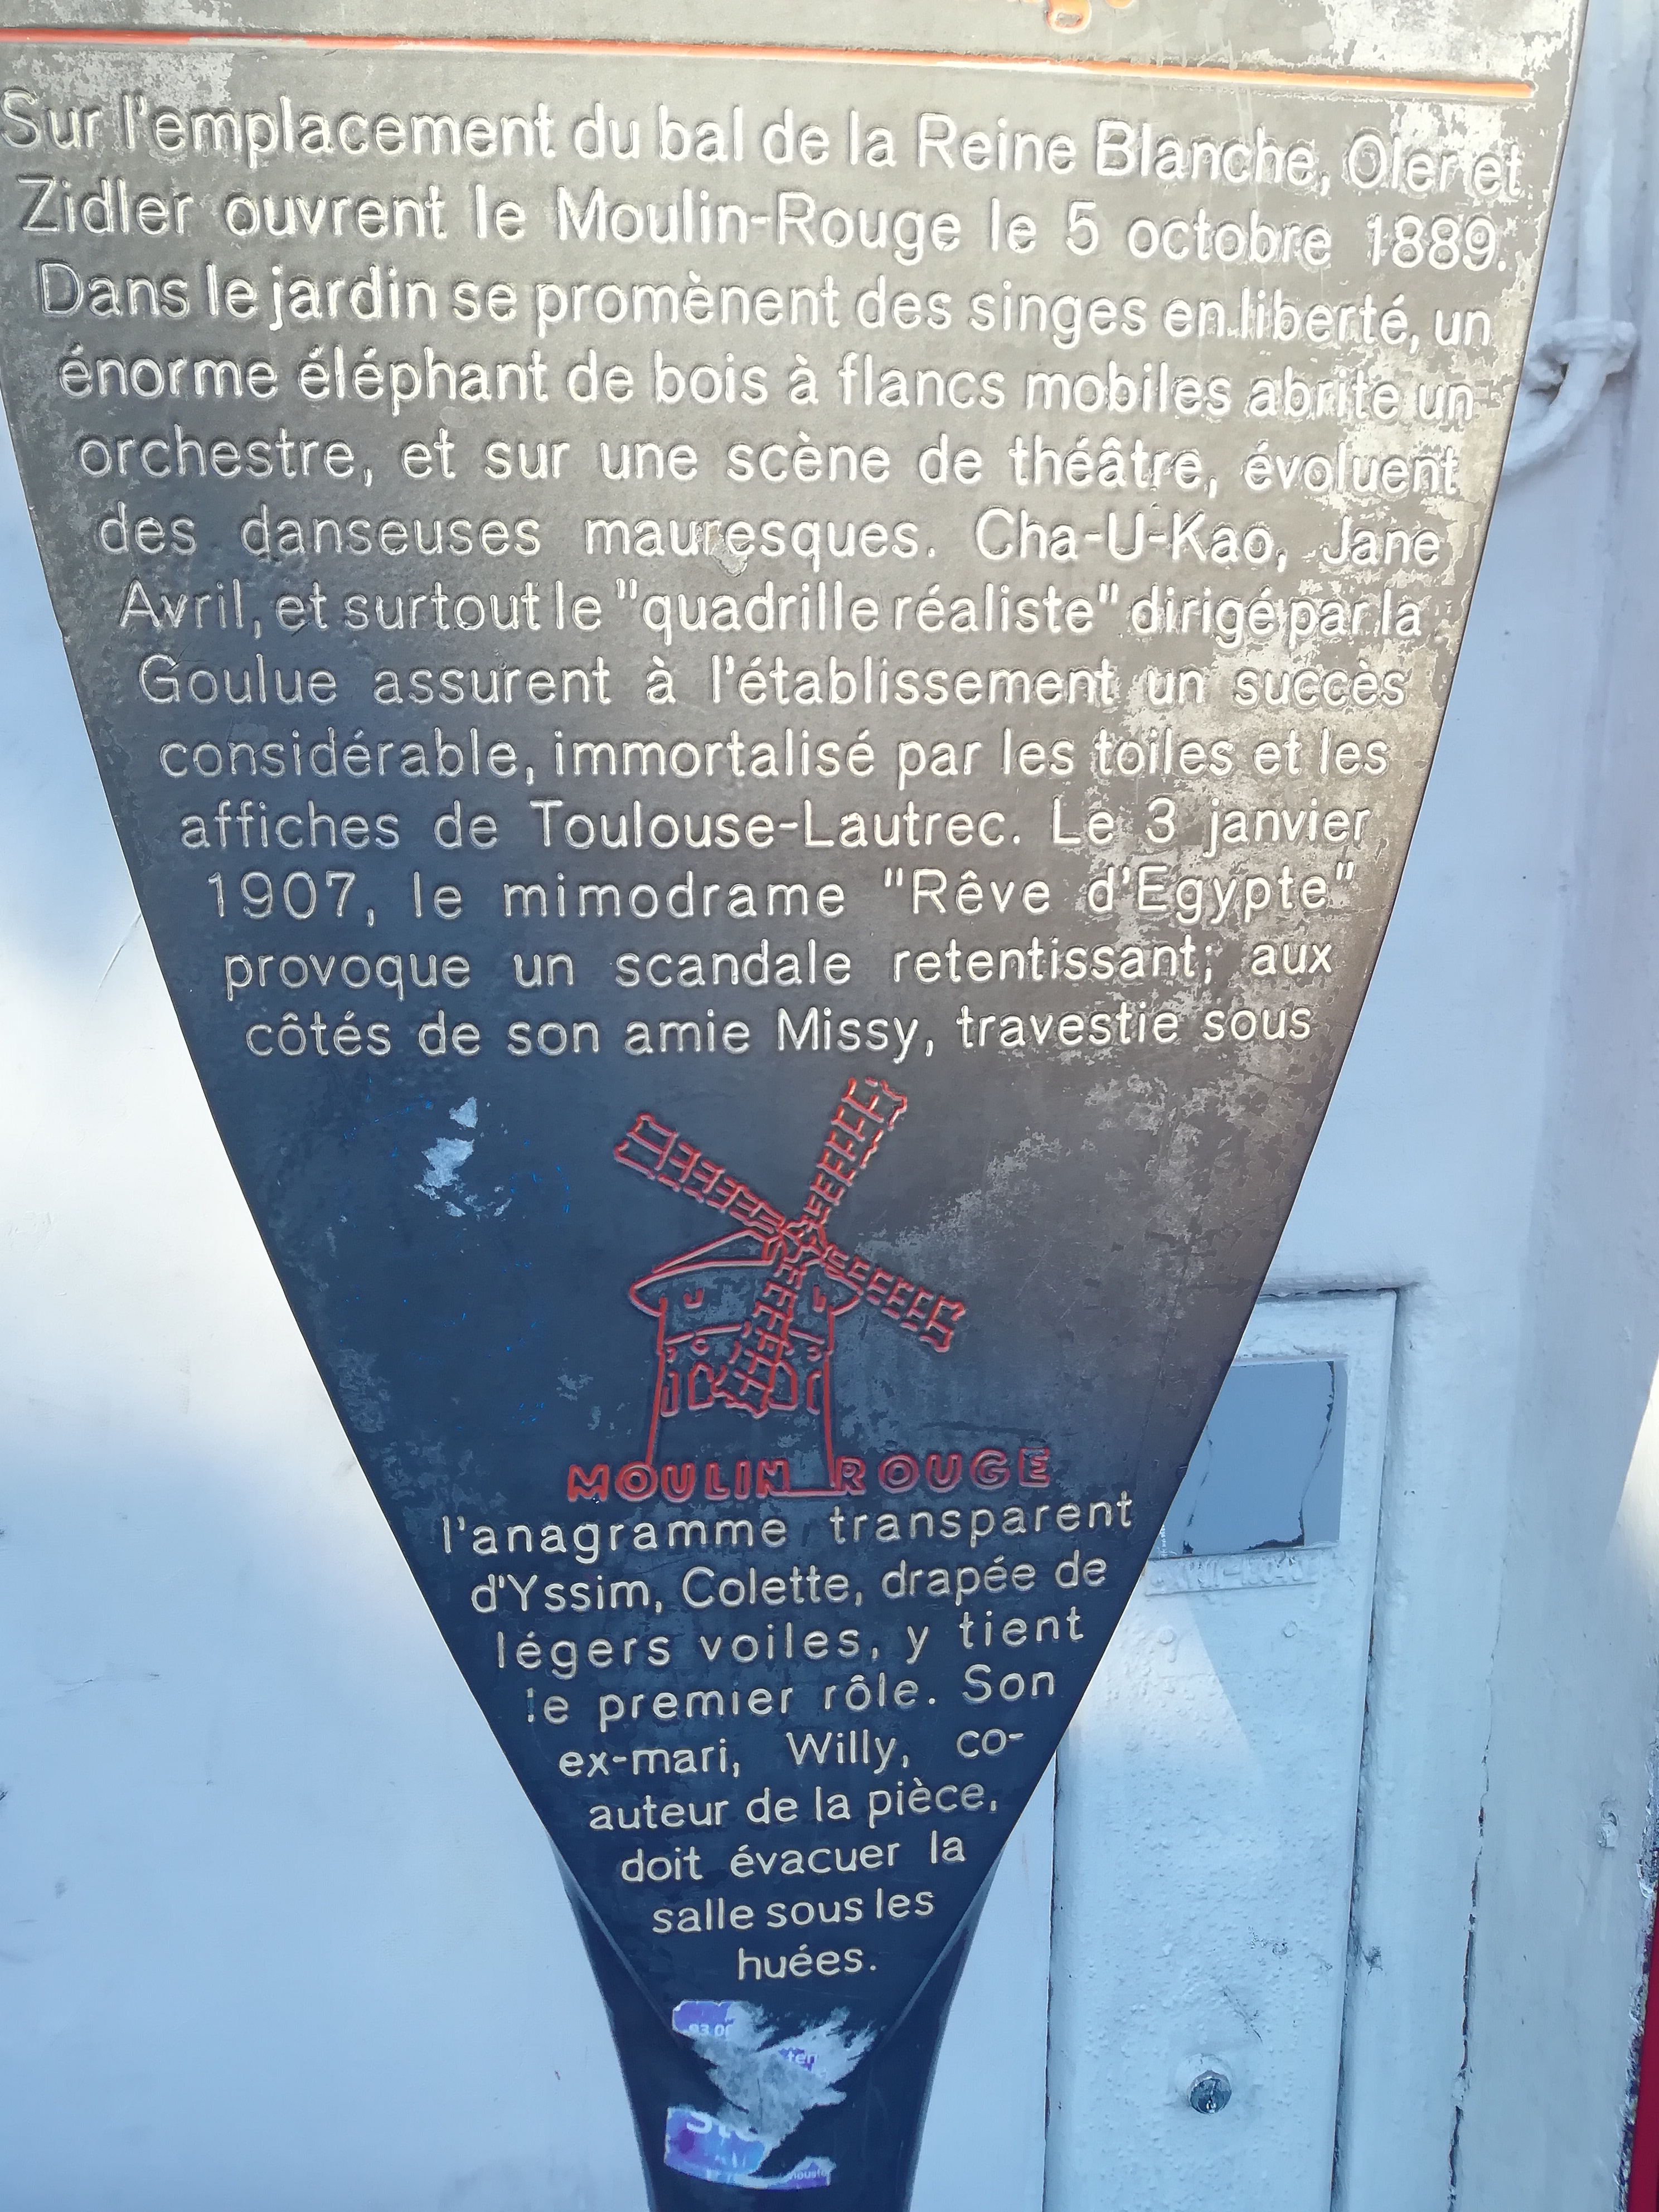 Sur l'emplacement du bal de la Reine Blanche, Oler et
Zidler ouvrent le Moulin-Rouge le 5 octobre 1889.
Dans le jardin se promènent des singes en liberté, un
énorme éléphant de bois à flancs mobiles abrite un
orchestre, et sur une scène de théâtre, évoluent
des danseuses mauresques. Cha-U-Kao, Jane
Avril, et surtout le "quadrille réaliste" dirigé par la
Goulue assurent à l'établissement un succès
considérable, immortalisé par les toiles et les
affiches de Toulouse-Lautrec. Le 3 janvier
1907, le mimodrame "Rêve d'Egypte"
provoque un scandale retentissant; aux
côtés de son amie Missy, travestie sous
MOULIN ROUGE
l'anagramme transparent
d'Yssim, Colette, drapée de
légers voiles, y tient
le premier rôle. Son
ex-mari, Willy, co-
auteur de la pièce,
doit évacuer la
salle sous les
huées.